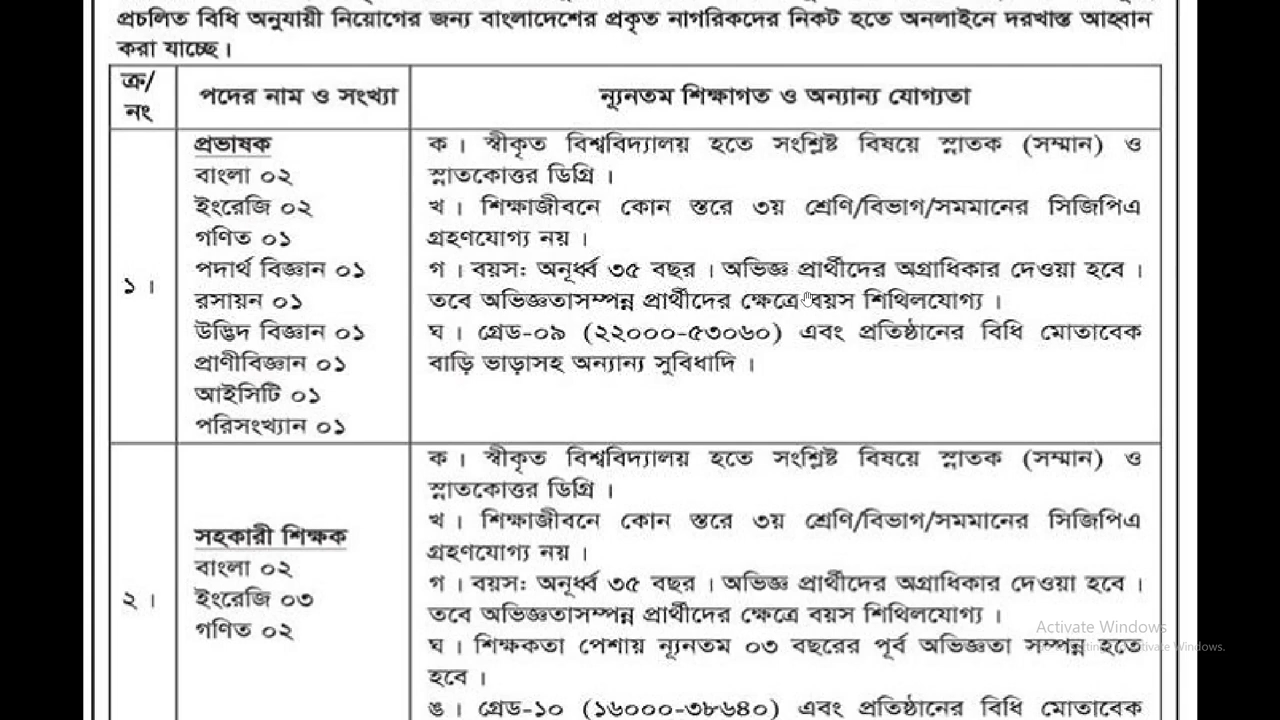 প্রচলিত বিধি অনুযায়ী নিয়োগের জন্য বাংলাদেশের প্রকৃত নাগরিকদের নিকট হতে অনলাইনে দরখাস্ত আহ্বান
করা যাচ্ছে।
ক্র/
নং
পদের নাম ও সংখ্যা
ন্যূনতম শিক্ষাগত ও অন্যান্য যোগ্যতা
১।
প্রভাষক
বাংলা ০২
ইংরেজি ০২
গণিত ০১
পদার্থ বিজ্ঞান ০১
রসায়ন ০১
উদ্ভিদ বিজ্ঞান ০১
প্রাণীবিজ্ঞান ০১
আইসিটি ০১
পরিসংখ্যান ০১
ক। স্বীকৃত বিশ্ববিদ্যালয় হতে সংশ্লিষ্ট বিষয়ে স্নাতক (সম্মান) ও
স্নাতকোত্তর ডিগ্রি।
খ। শিক্ষাজীবনে কোন স্তরে ৩য় শ্রেণি/বিভাগ/সমমানের সিজিপিএ
গ্রহণযোগ্য নয়।
গ। বয়স: অনূর্ধ্ব ৩৫ বছর। অভিজ্ঞ প্রার্থীদের অগ্রাধিকার দেওয়া হবে।
তবে অভিজ্ঞতাসম্পন্ন প্রার্থীদের ক্ষেত্রে বয়স শিথিলযোগ্য।
ঘ। গ্রেড-০৯ (২২০০০-৫৩০৬০) এবং প্রতিষ্ঠানের বিধি মোতাবেক
বাড়ি ভাড়াসহ অন্যান্য সুবিধাদি।
২।
সহকারী শিক্ষক
বাংলা ০২
ইংরেজি ০৩
গণিত ০২
ক। স্বীকৃত বিশ্ববিদ্যালয় হতে সংশ্লিষ্ট বিষয়ে স্নাতক (সম্মান) ও
স্নাতকোত্তর ডিগ্রি।
খ। শিক্ষাজীবনে কোন স্তরে ৩য় শ্রেণি/বিভাগ/সমমানের সিজিপিএ
গ্রহণযোগ্য নয়।
গ। বয়স: অনূর্ধ্ব ৩৫ বছর। অভিজ্ঞ প্রার্থীদের অগ্রাধিকার দেওয়া হবে।
তবে অভিজ্ঞতাসম্পন্ন প্রার্থীদের ক্ষেত্রে বয়স শিথিলযোগ্য।
ঘ। শিক্ষকতা পেশায় ন্যূনতম ০৩ বছরের পূর্ব অভিজ্ঞতা সম্পন্ন হতে
হবে।
ঙ। গ্রেড-১০ (১৬০০০-৩৮৬৪০) এবং প্রতিষ্ঠানের বিধি মোতাবেক
Activate Windows
Windows.